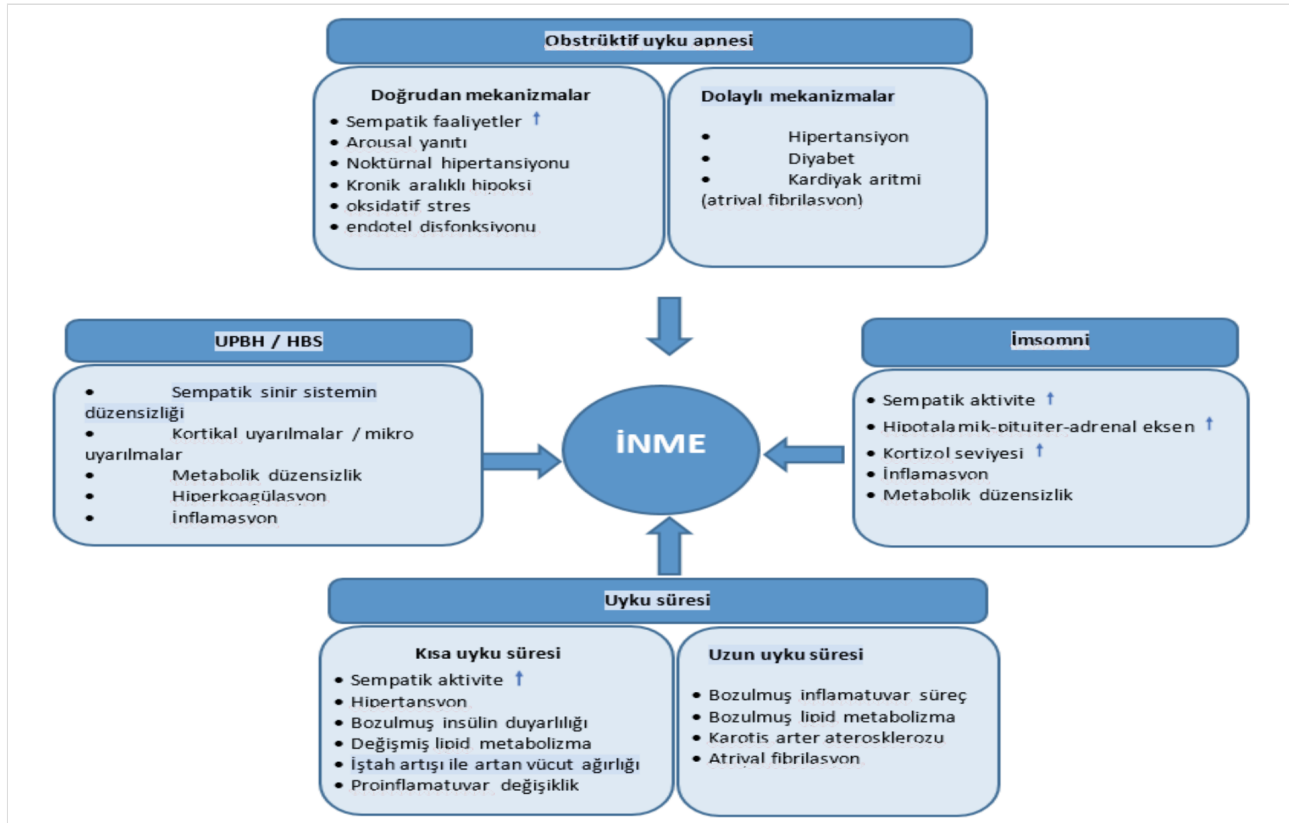 Obstrüktif uyku apnesi
Doğrudan mekanizmalar
• Sempatik faaliyetler ↑
• Arousal yanıtı
• Noktürnal hipertansiyonu
• Kronik aralıklı hipoksi
• oksidatif stres
• endotel disfonksiyonu
Dolaylı mekanizmalar
• Hipertansiyon
• Diyabet
• Kardiyak aritmi
(atrival fibrilasvon)
UPBH / HBS
• Sempatik sinir sistemin
düzensizliği
• Kortikal uyarılmalar / mikro
uyarılmalar
• Metabolik düzensizlik
• Hiperkoagülasyon
• İnflamasyon
İmsomni
• Sempatik aktivite ↑
• Hipotalamik-pituiter-adrenal eksen ↑
• Kortizol seviyesi ↑
• İnflamasyon
• Metabolik düzensizlik
İNME
Uyku süresi
Kısa uyku süresi
• Sempatik aktivite ↑
• Hipertansyon
• Bozulmuş insülin duyarlılığı
• Değişmiş lipid metabolizma
• İştah artışı ile artan vücut ağırlığı
• Proinflamatuvar değişiklik
Uzun uyku süresi
• Bozulmuş inflamatuvar süreç
• Bozulmuş lipid metabolizma
• Karotis arter aterosklerozu
• Atriyal fibrilasyon